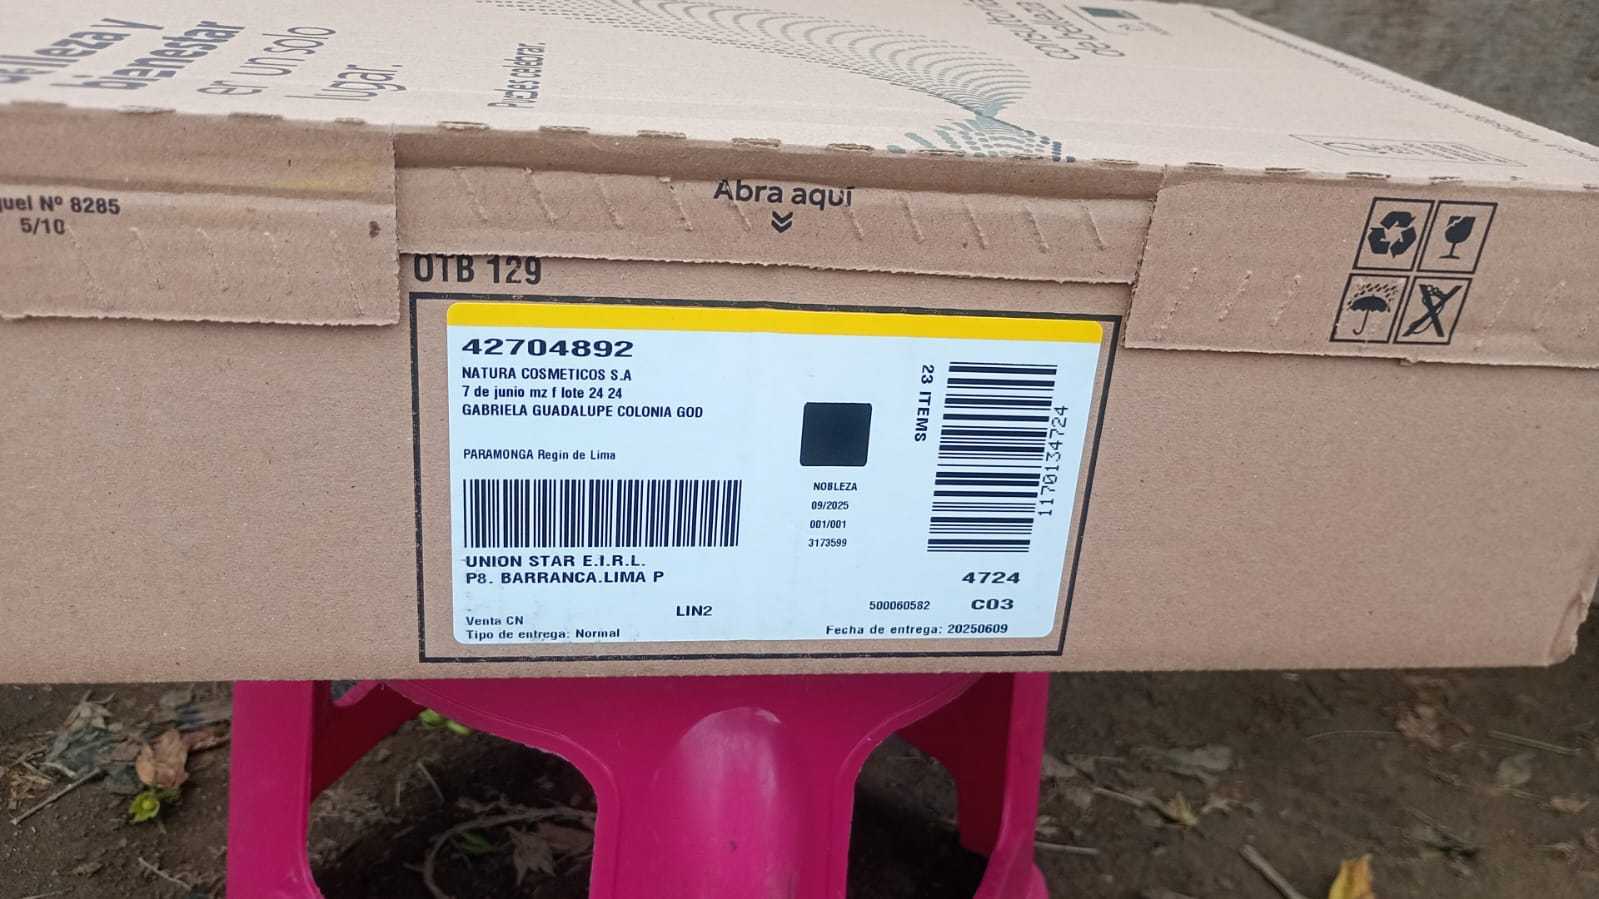 bienestar
en un solo
lugar.
Puedes celebrar.
Nº 8285
5/10
Abra aquí
OTB 129
42704892
NATURA COSMETICOS S.A
7 de junio mz f lote 24 24
GABRIELA GUADALUPE COLONIA GOD
PARAMONGA Regin de Lima
UNION STAR E.I.R.L.
P8. BARRANCA.LIMA P
LIN2
Venta CN
Tipo de entrega: Normal
NOBLEZA
09/2025
001/001
3173599
23 ITEMS
1170134724
4724
500060582 C03
Fecha de entrega: 20250609